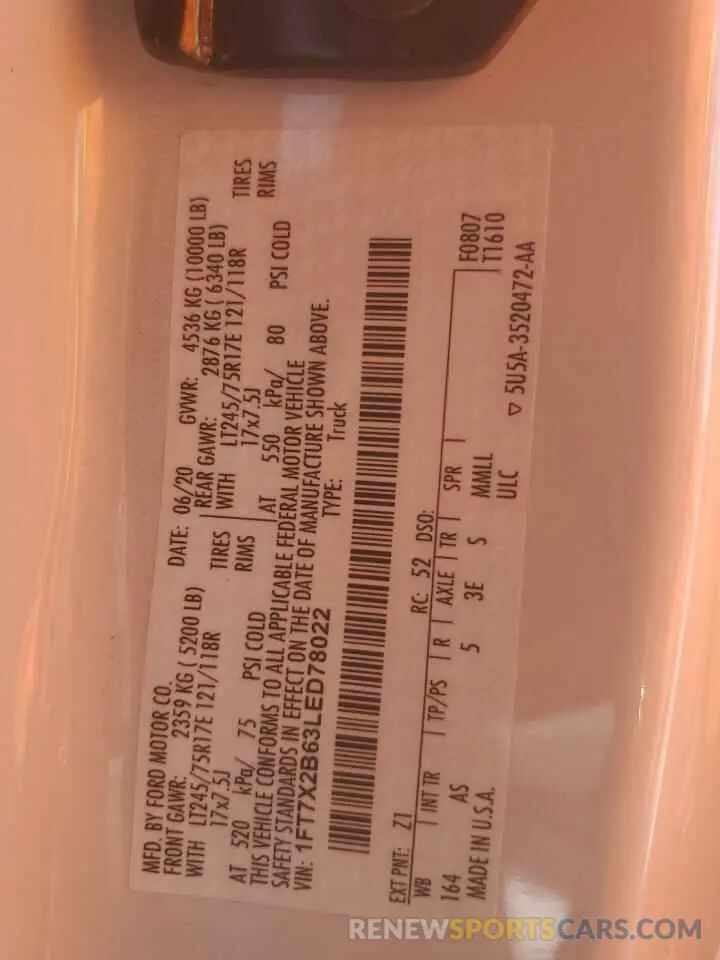 MFD. BY FORD MOTOR CO.
DATE: 06/20 GVWR: 4536 KG (10000 LB)
FRONT GAWR: 2359 KG ( 5200 LB)
REAR GAWR: 2876 KG ( 6340 LB)
WITH LT245/75R17E 121/118R TIRES
WITH LT245/75R17E 121/118R TIRES
17x7.5J RIMS
17x7.5J RIMS
AT 520 kPa/ 75 PSI COLD
AT 550 kPa/ 80 PSI COLD
THIS VEHICLE CONFORMS TO ALL APPLICABLE FEDERAL MOTOR VEHICLE
SAFETY STANDARDS IN EFFECT ON THE DATE OF MANUFACTURE SHOWN ABOVE.
VIN: 1FT7X2B63LED78022
TYPE: Truck
EXT PNT: Z1 RC: 52 DSO:
WB INT TR TP/PS R AXLE TR SPR
F0807
T1610
164 AS 5 3E S MMLL
MADE IN U.S.A. ULC
▽ 5U5A-3520472-AA
RENEWSPORTSCARS.COM